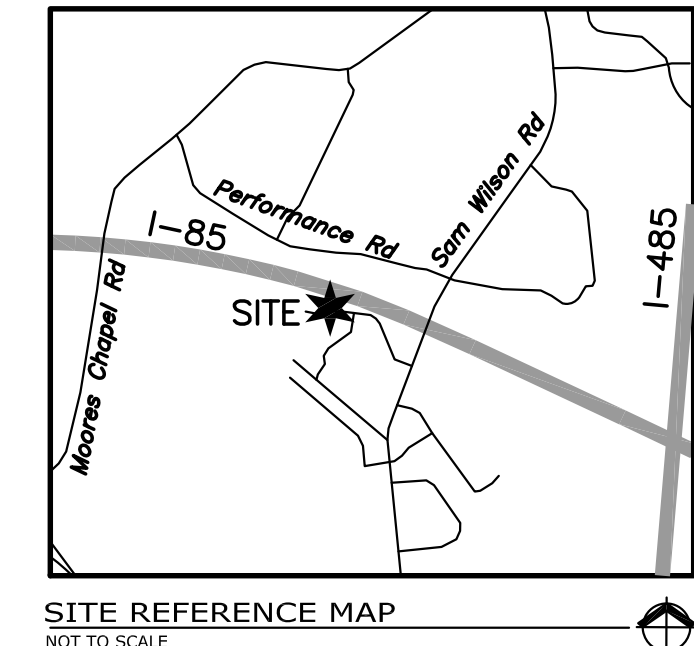 Sam Wilson Rd
Performance Rd
I-85
I-485
SITE
Moores Chapel Rd
SITE REFERENCE MAP
NOT TO SCALE